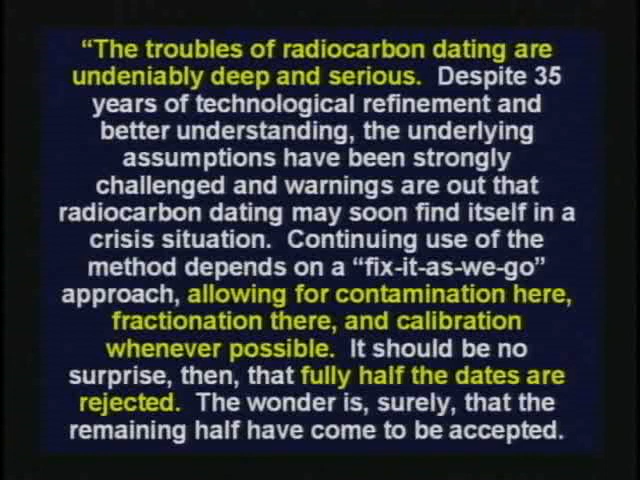 “The troubles of radiocarbon dating are
undeniably deep and serious. Despite 35
years of technological refinement and
better understanding, the underlying
assumptions have been strongly
challenged and warnings are out that
radiocarbon dating may soon find itself in a
crisis situation. Continuing use of the
method depends on a “fix-it-as-we-go”
approach, allowing for contamination here,
fractionation there, and calibration
whenever possible. It should be no
surprise, then, that fully half the dates are
rejected. The wonder is, surely, that the
remaining half have come to be accepted.